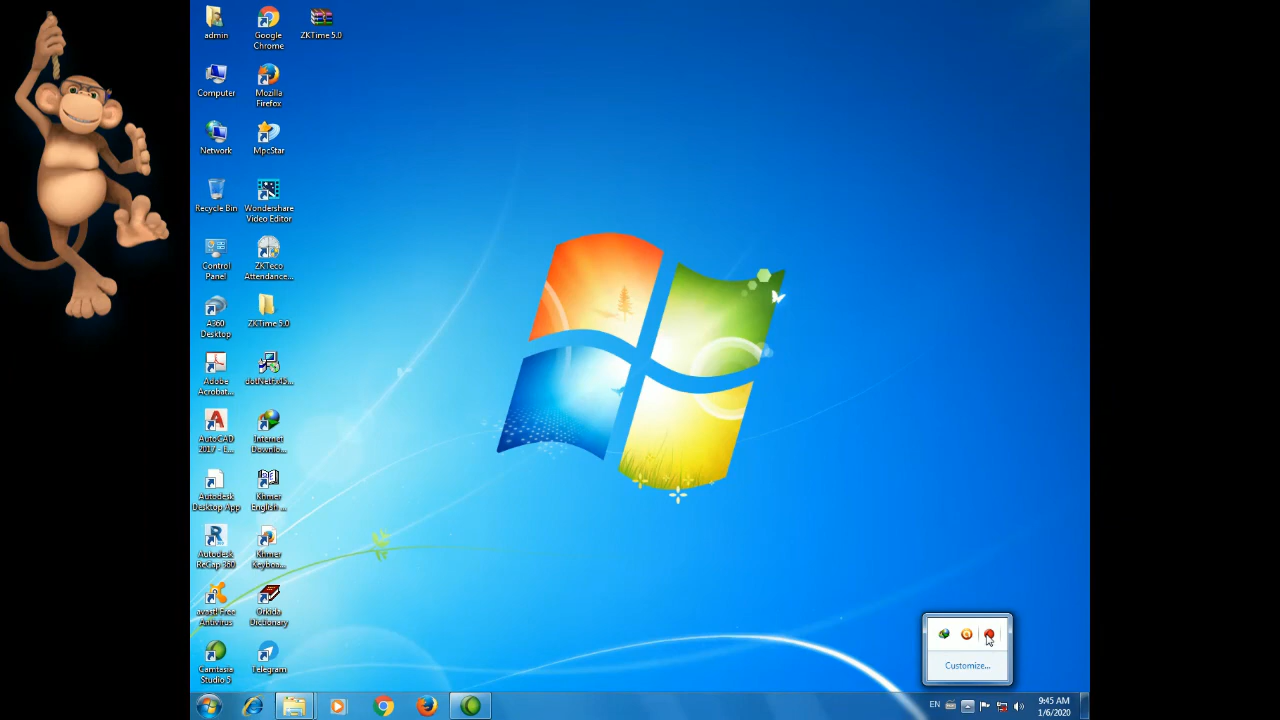 admin
Google
Chrome
ZKTime 5.0
Computer
Mozilla
Firefox
Network
MpcStar
Recycle Bin
Wondershare
Video Editor
Control
Panel
ZKTeco
Attendance...
A360
Desktop
ZKTime 5.0
Adobe
Acrobat...
dotNetFx45...
AutoCAD
2017 - E...
Internet
Downlo...
Autodesk
Desktop App
Khmer
English ...
Autodesk
ReCap 360
Khmer
Keyboa...
avast! Free
Antivirus
Orkida
Dictionary
Camtasia
Studio 5
Telegram
Customize...
EN
9:45 AM
1/6/2020